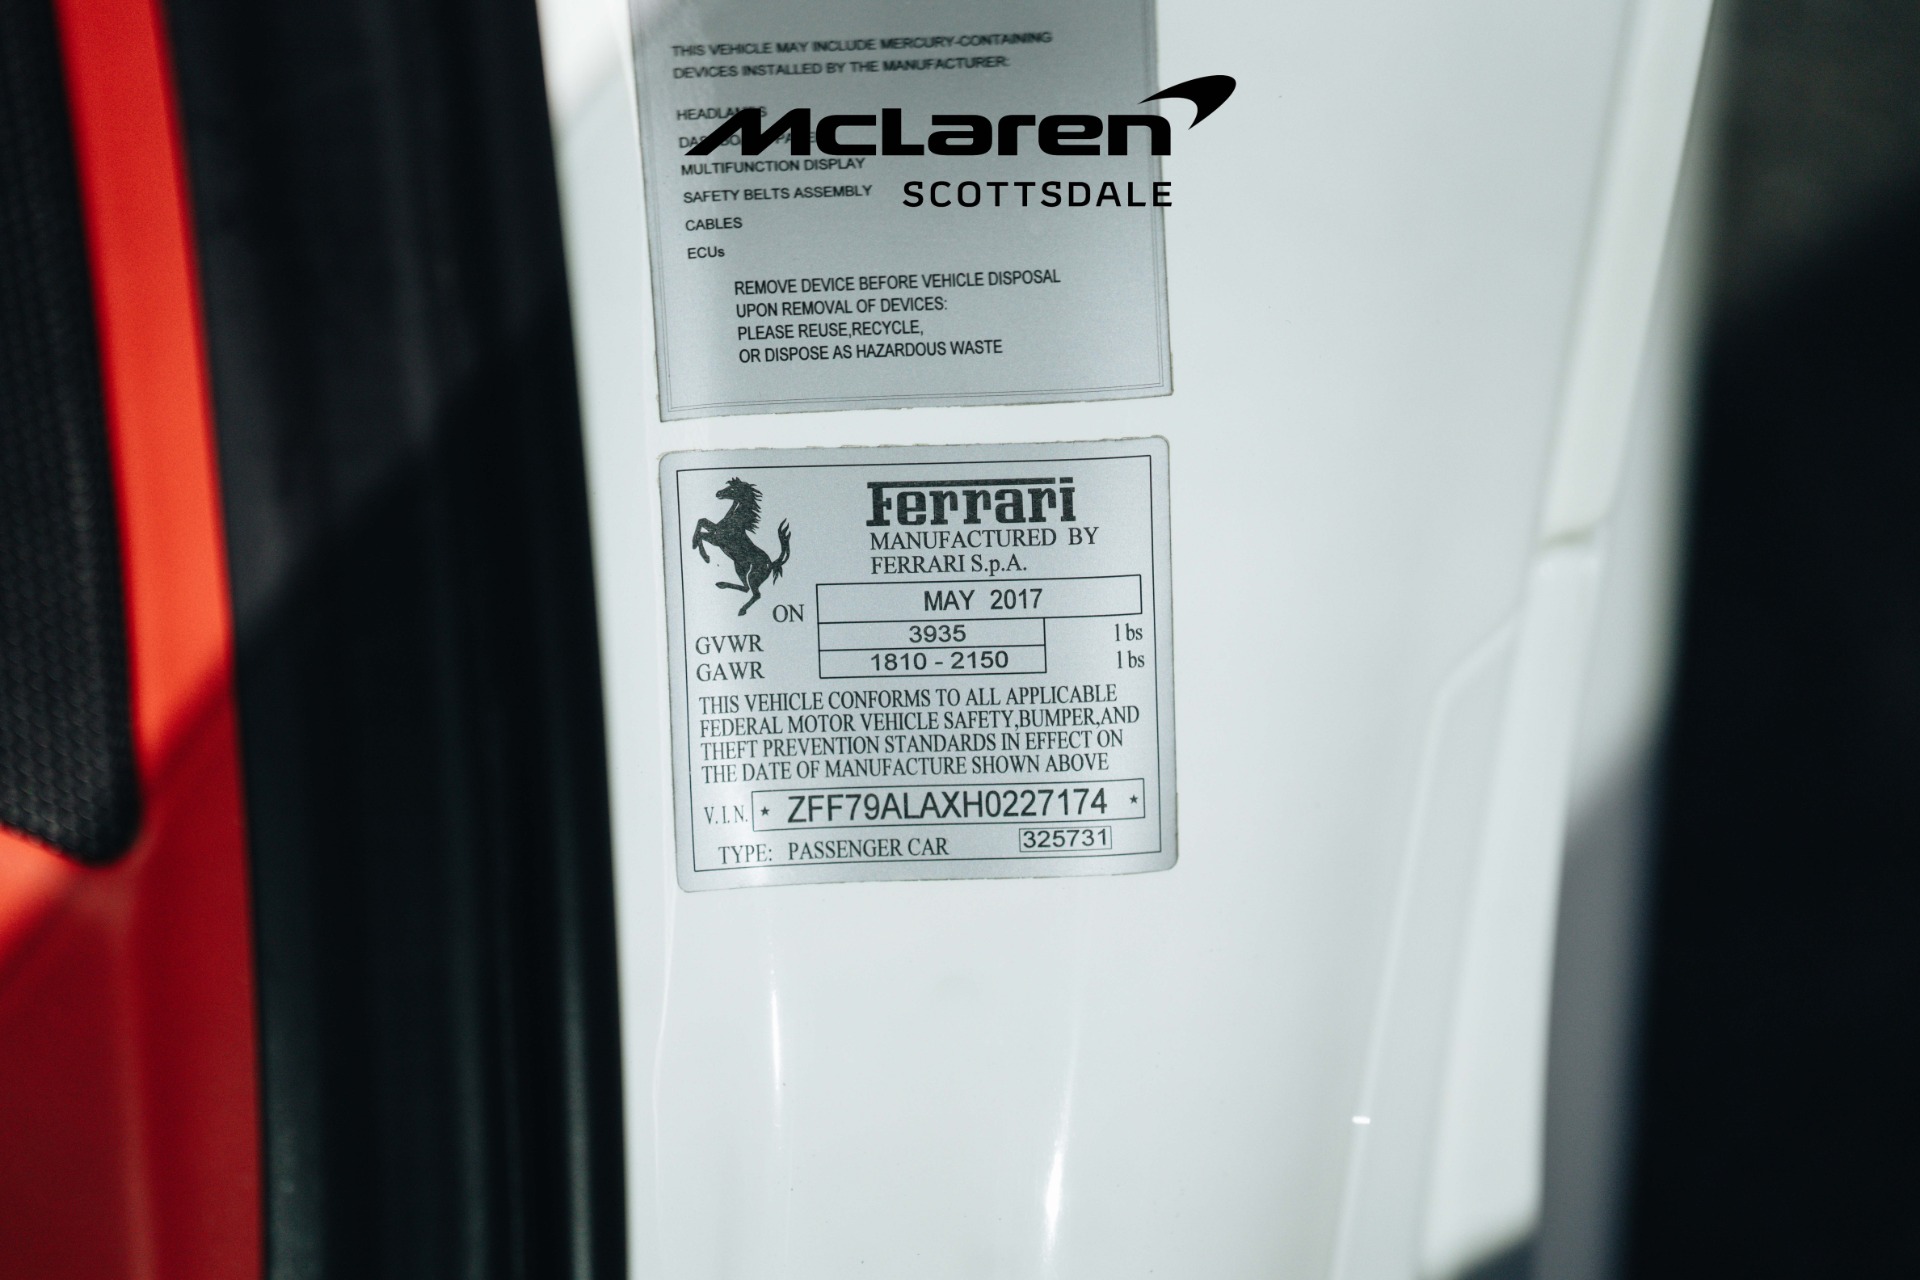 THIS VEHICLE MAY INCLUDE MERCURY-CONTAINING
DEVICES INSTALLED BY THE MANUFACTURER:
HEADLAMPS
McLaren
MULTIFUNCTION DISPLAY
SAFETY BELTS ASSEMBLY
SCOTTSDALE
CABLES
ECUs
REMOVE DEVICE BEFORE VEHICLE DISPOSAL
UPON REMOVAL OF DEVICES:
PLEASE REUSE,RECYCLE,
OR DISPOSE AS HAZARDOUS WASTE
Ferrari
MANUFACTURED BY
FERRARI S.p.A.
ON MAY 2017
GVWR 3935 lbs
GAWR 1810 - 2150 lbs
THIS VEHICLE CONFORMS TO ALL APPLICABLE
FEDERAL MOTOR VEHICLE SAFETY,BUMPER,AND
THEFT PREVENTION STANDARDS IN EFFECT ON
THE DATE OF MANUFACTURE SHOWN ABOVE
V.I.N. * ZFF79ALAXH0227174 *
TYPE: PASSENGER CAR 325731